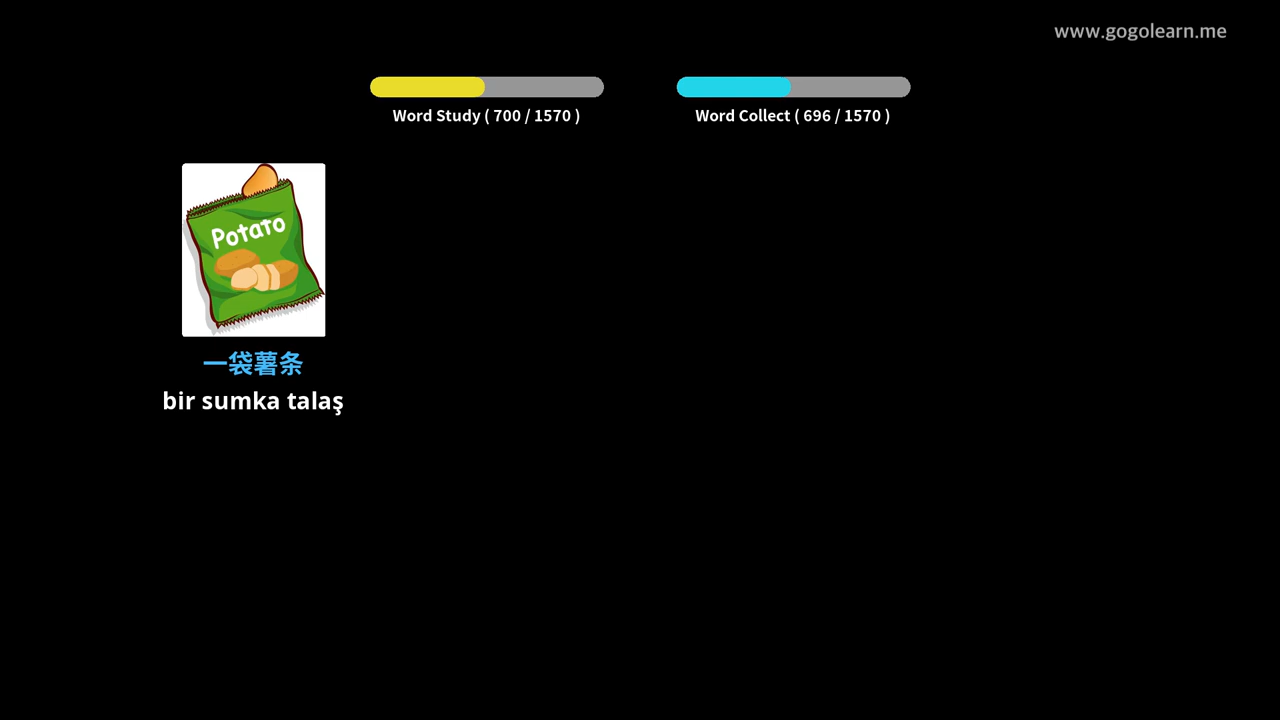 www.gogolearn.me
Word Study ( 700 / 1570 )
Word Collect ( 696 / 1570 )
Potato
一袋薯条
bir sumka talaş